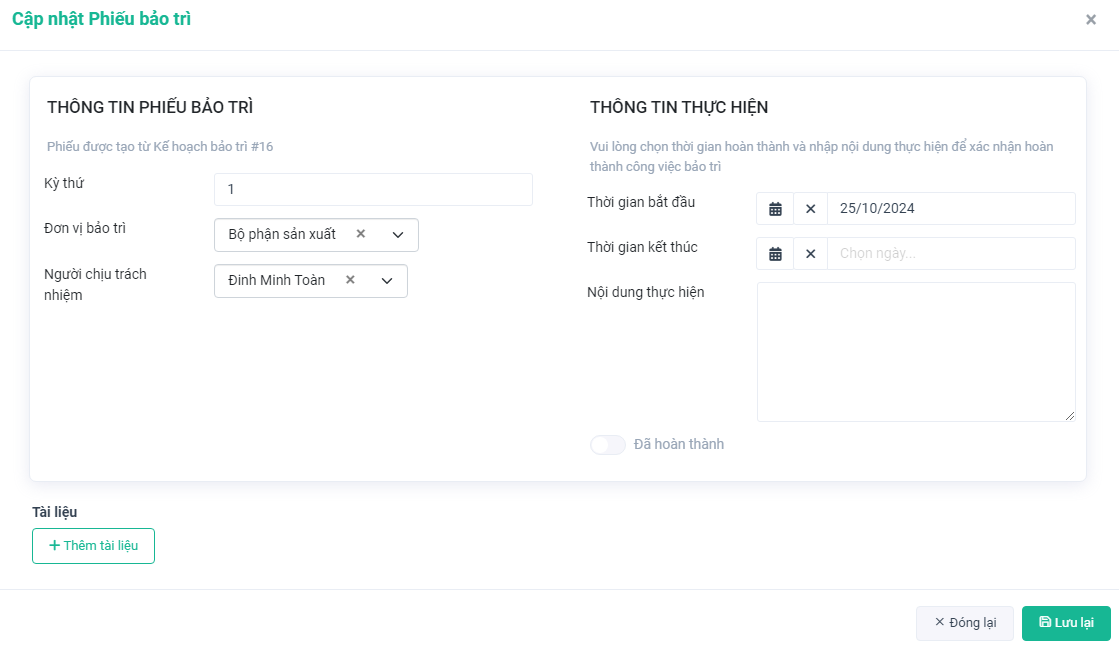 Cập nhật Phiếu bảo trì
THÔNG TIN PHIẾU BẢO TRÌ
Phiếu được tạo từ Kế hoạch bảo trì #16
Kỳ thứ
1
Đơn vị bảo trì
Bộ phận sản xuất
Người chịu trách
nhiệm
Đinh Minh Toàn
THÔNG TIN THỰC HIỆN
Vui lòng chọn thời gian hoàn thành và nhập nội dung thực hiện để xác nhận hoàn
thành công việc bảo trì
Thời gian bắt đầu
25/10/2024
Thời gian kết thúc
Chọn ngày...
Nội dung thực hiện
Đã hoàn thành
Tài liệu
Thêm tài liệu
Đóng lại
Lưu lại